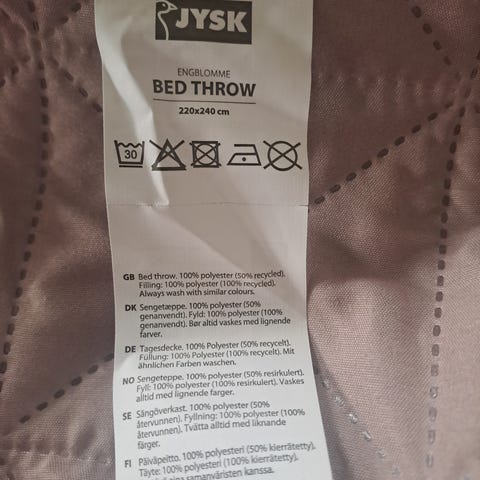 JYSK
ENGBLOMME
BED THROW
220x240 cm
30
GB Bed throw. 100% polyester (50% recycled).
Filling: 100% polyester (100% recycled).
Always wash with similar colours.
DK Sengetæppe. 100% polyester (50%
genanvendt). Fyld: 100% polyester (100%
genanvendt). Bør altid vaskes med lignende
farver.
DE Tagesdecke. 100% Polyester (50% recycelt).
Füllung: 100% Polyester (100% recycelt). Mit
ähnlichen Farben waschen.
NO Sengeteppe. 100% polyester (50% resirkulert).
Fyll: 100% polyester (100% resirkulert). Vaskes
alltid med lignende farger.
SE Sängöverkast. 100% polyester (50%
återvunnen). Fyllning: 100% polyester (100%
återvunnen). Tvätta alltid med liknande
färger.
FI Päiväpeitto. 100% polyesteri (50% kierrätetty).
Täyte: 100% polyesteri (100% kierrätetty).
aina samanväristen kanssa.